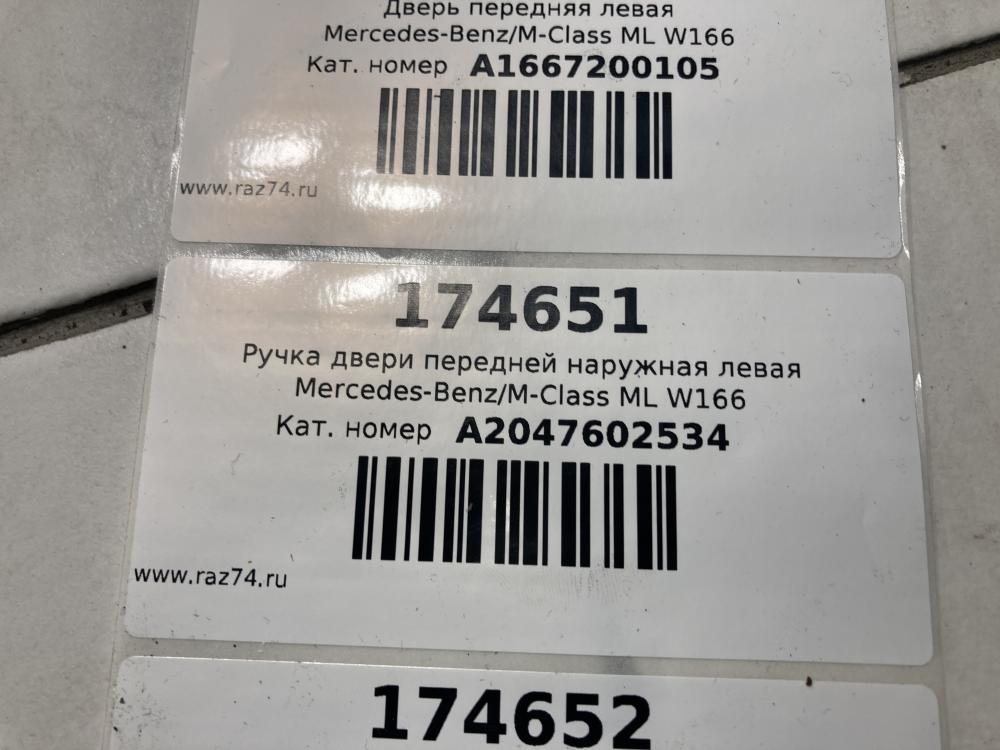 Дверь передняя левая
Mercedes-Benz/M-Class ML W166
Кат. номер A1667200105
www.raz74.ru
174651
Ручка двери передней наружная левая
Mercedes-Benz/M-Class ML W166
Кат. номер A2047602534
www.raz74.ru
174652